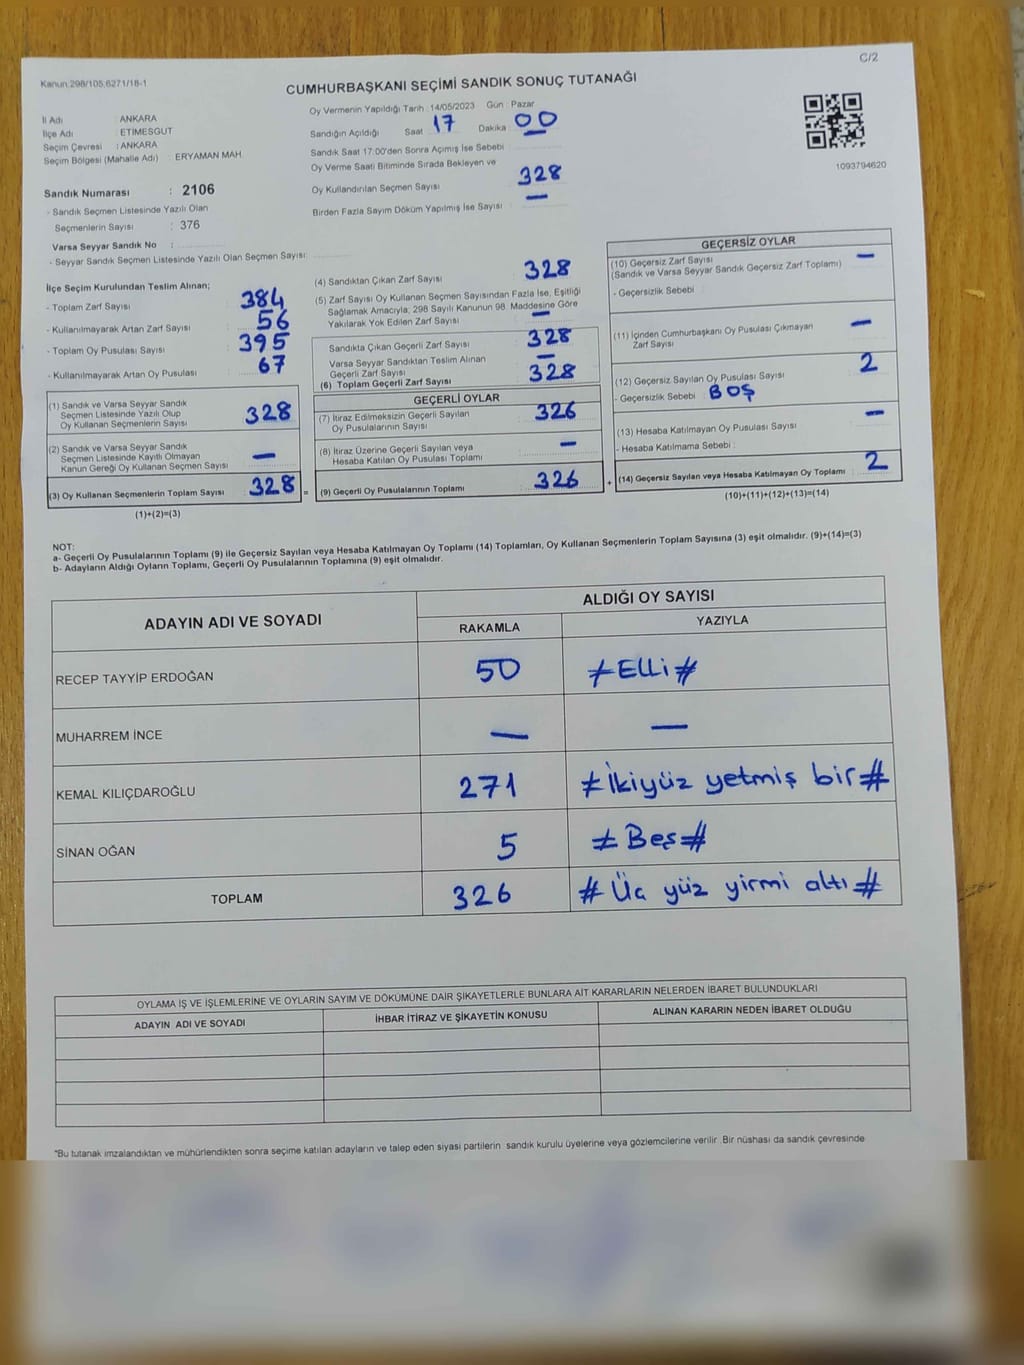 C/2
Kanun.298/105,6271/18-1
CUMHURBAŞKANI SEÇİMİ SANDIK SONUÇ TUTANAĞI
İl Adı : ANKARA
İlçe Adı : ETİMESGUT
Seçim Çevresi : ANKARA
Seçim Bölgesi (Mahalle Adı) : ERYAMAN MAH.
Oy Vermenin Yapıldığı Tarih : 14/05/2023 Gün : Pazar
Sandığın Açıldığı Saat : 17 Dakika : 00
Sandık Saat 17:00'den Sonra Açımış İse Sebebi
Oy Verme Saati Bitiminde Sırada Bekleyen ve
Oy Kullandırılan Seçmen Sayısı : 328
Birden Fazla Sayım Döküm Yapılmış İse Sayısı : —
1093794620
Sandık Numarası : 2106
- Sandık Seçmen Listesinde Yazılı Olan
Seçmenlerin Sayısı : 376
Varsa Seyyar Sandık No :
- Seyyar Sandık Seçmen Listesinde Yazılı Olan Seçmen Sayısı:
İlçe Seçim Kurulundan Teslim Alınan;
- Toplam Zarf Sayısı : 384
- Kullanılmayarak Artan Zarf Sayısı : 56
- Toplam Oy Pusulası Sayısı : 395
- Kullanılmayarak Artan Oy Pusulası : 67
(1) Sandık ve Varsa Seyyar Sandık
Seçmen Listesinde Yazılı Olup
Oy Kullanan Seçmenlerin Sayısı 328
(2) Sandık ve Varsa Seyyar Sandık
Seçmen Listesinde Kayıtlı Olmayan
Kanun Gereği Oy Kullanan Seçmen Sayısı —
(3) Oy Kullanan Seçmenlerin Toplam Sayısı 328 =
(1)+(2)=(3)
(4) Sandıktan Çıkan Zarf Sayısı : 328
(5) Zarf Sayısı Oy Kullanan Seçmen Sayısından Fazla İse, Eşitliği
Sağlamak Amacıyla; 298 Sayılı Kanunun 98. Maddesine Göre
Yakılarak Yok Edilen Zarf Sayısı : —
Sandıkta Çıkan Geçerli Zarf Sayısı : 328
Varsa Seyyar Sandıktan Teslim Alınan
Geçerli Zarf Sayısı : —
(6) Toplam Geçerli Zarf Sayısı : 328
GEÇERLİ OYLAR
(7) İtiraz Edilmeksizin Geçerli Sayılan
Oy Pusulalarının Sayısı : 326
(8) İtiraz Üzerine Geçerli Sayılan veya
Hesaba Katılan Oy Pusulası Toplamı : —
(9) Geçerli Oy Pusulalarının Toplamı : 326 +
GEÇERSİZ OYLAR
(10) Geçersiz Zarf Sayısı : —
(Sandık ve Varsa Seyyar Sandık Geçersiz Zarf Toplamı)
- Geçersizlik Sebebi :
(11) İçinden Cumhurbaşkanı Oy Pusulası Çıkmayan
Zarf Sayısı —
(12) Geçersiz Sayılan Oy Pusulası Sayısı : 2
- Geçersizlik Sebebi : BOŞ
(13) Hesaba Katılmayan Oy Pusulası Sayısı : —
- Hesaba Katılmama Sebebi :
(14) Geçersiz Sayılan veya Hesaba Katılmayan Oy Toplamı : 2
(10)+(11)+(12)+(13)=(14)
NOT:
a- Geçerli Oy Pusulalarının Toplamı (9) ile Geçersiz Sayılan veya Hesaba Katılmayan Oy Toplamı (14) Toplamları, Oy Kullanan Seçmenlerin Toplam Sayısına (3) eşit olmalıdır. (9)+(14)=(3)
b- Adayların Aldığı Oyların Toplamı, Geçerli Oy Pusulalarının Toplamına (9) eşit olmalıdır.
ADAYIN ADI VE SOYADI ALDIĞI OY SAYISI
RAKAMLA YAZIYLA
RECEP TAYYİP ERDOĞAN 50 ≠Elli#
MUHARREM İNCE — —
KEMAL KILIÇDAROĞLU 271 ≠İkiyüz yetmiş bir#
SİNAN OĞAN 5 ≠Beş#
TOPLAM 326 #Üç yüz yirmi altı#
OYLAMA İŞ VE İŞLEMLERİNE VE OYLARIN SAYIM VE DÖKÜMÜNE DAİR ŞİKAYETLERLE BUNLARA AİT KARARLARIN NELERDEN İBARET BULUNDUKLARI
ADAYIN ADI VE SOYADI İHBAR İTİRAZ VE ŞİKAYETİN KONUSU ALINAN KARARIN NEDEN İBARET OLDUĞU
"Bu tutanak imzalandıktan ve mühürlendikten sonra seçime katılan adayların ve talep eden siyasi partilerin sandık kurulu üyelerine veya gözlemcilerine verilir Bir nüshası da sandık çevresinde